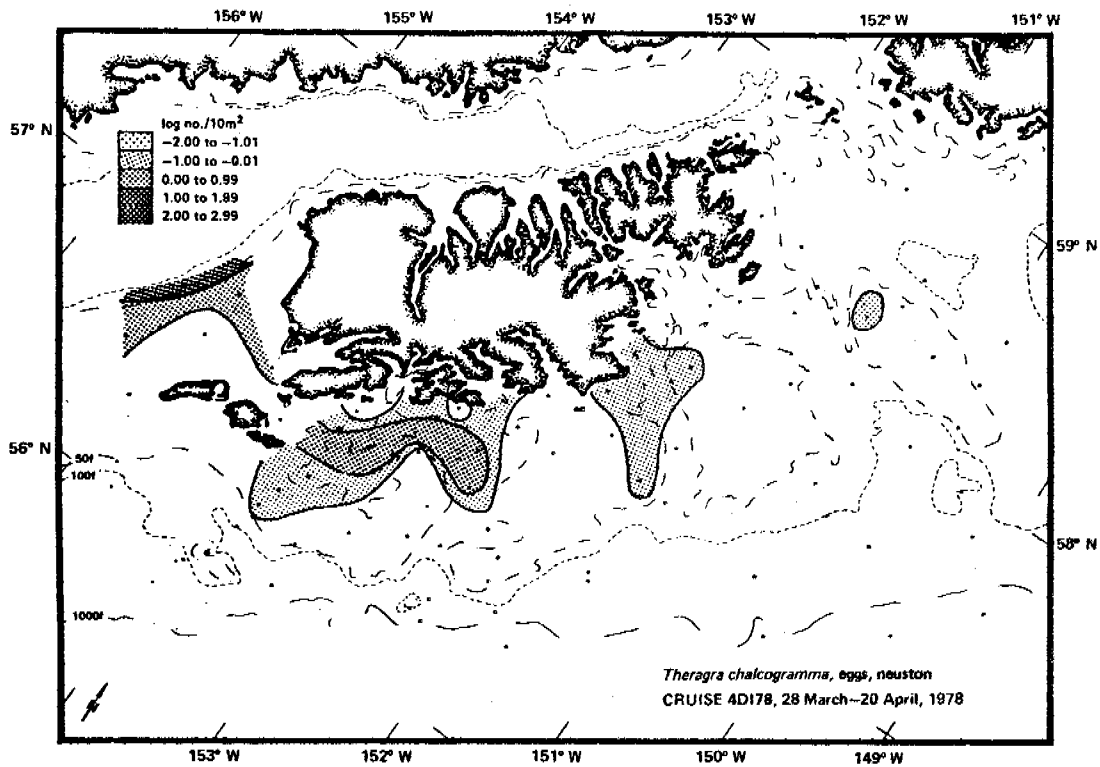 156° W 155° W 154° W 153° W 152° W 151° W
57° N
log no./10m²
−2.00 to −1.01
−1.00 to −0.01
0.00 to 0.99
1.00 to 1.99
2.00 to 2.99
59° N
56° N
50f
100f
58° N
1000f
Theragra chalcogramma, eggs, neuston
CRUISE 4DI78, 28 March–20 April, 1978
N
153° W 152° W 151° W 150° W 149° W